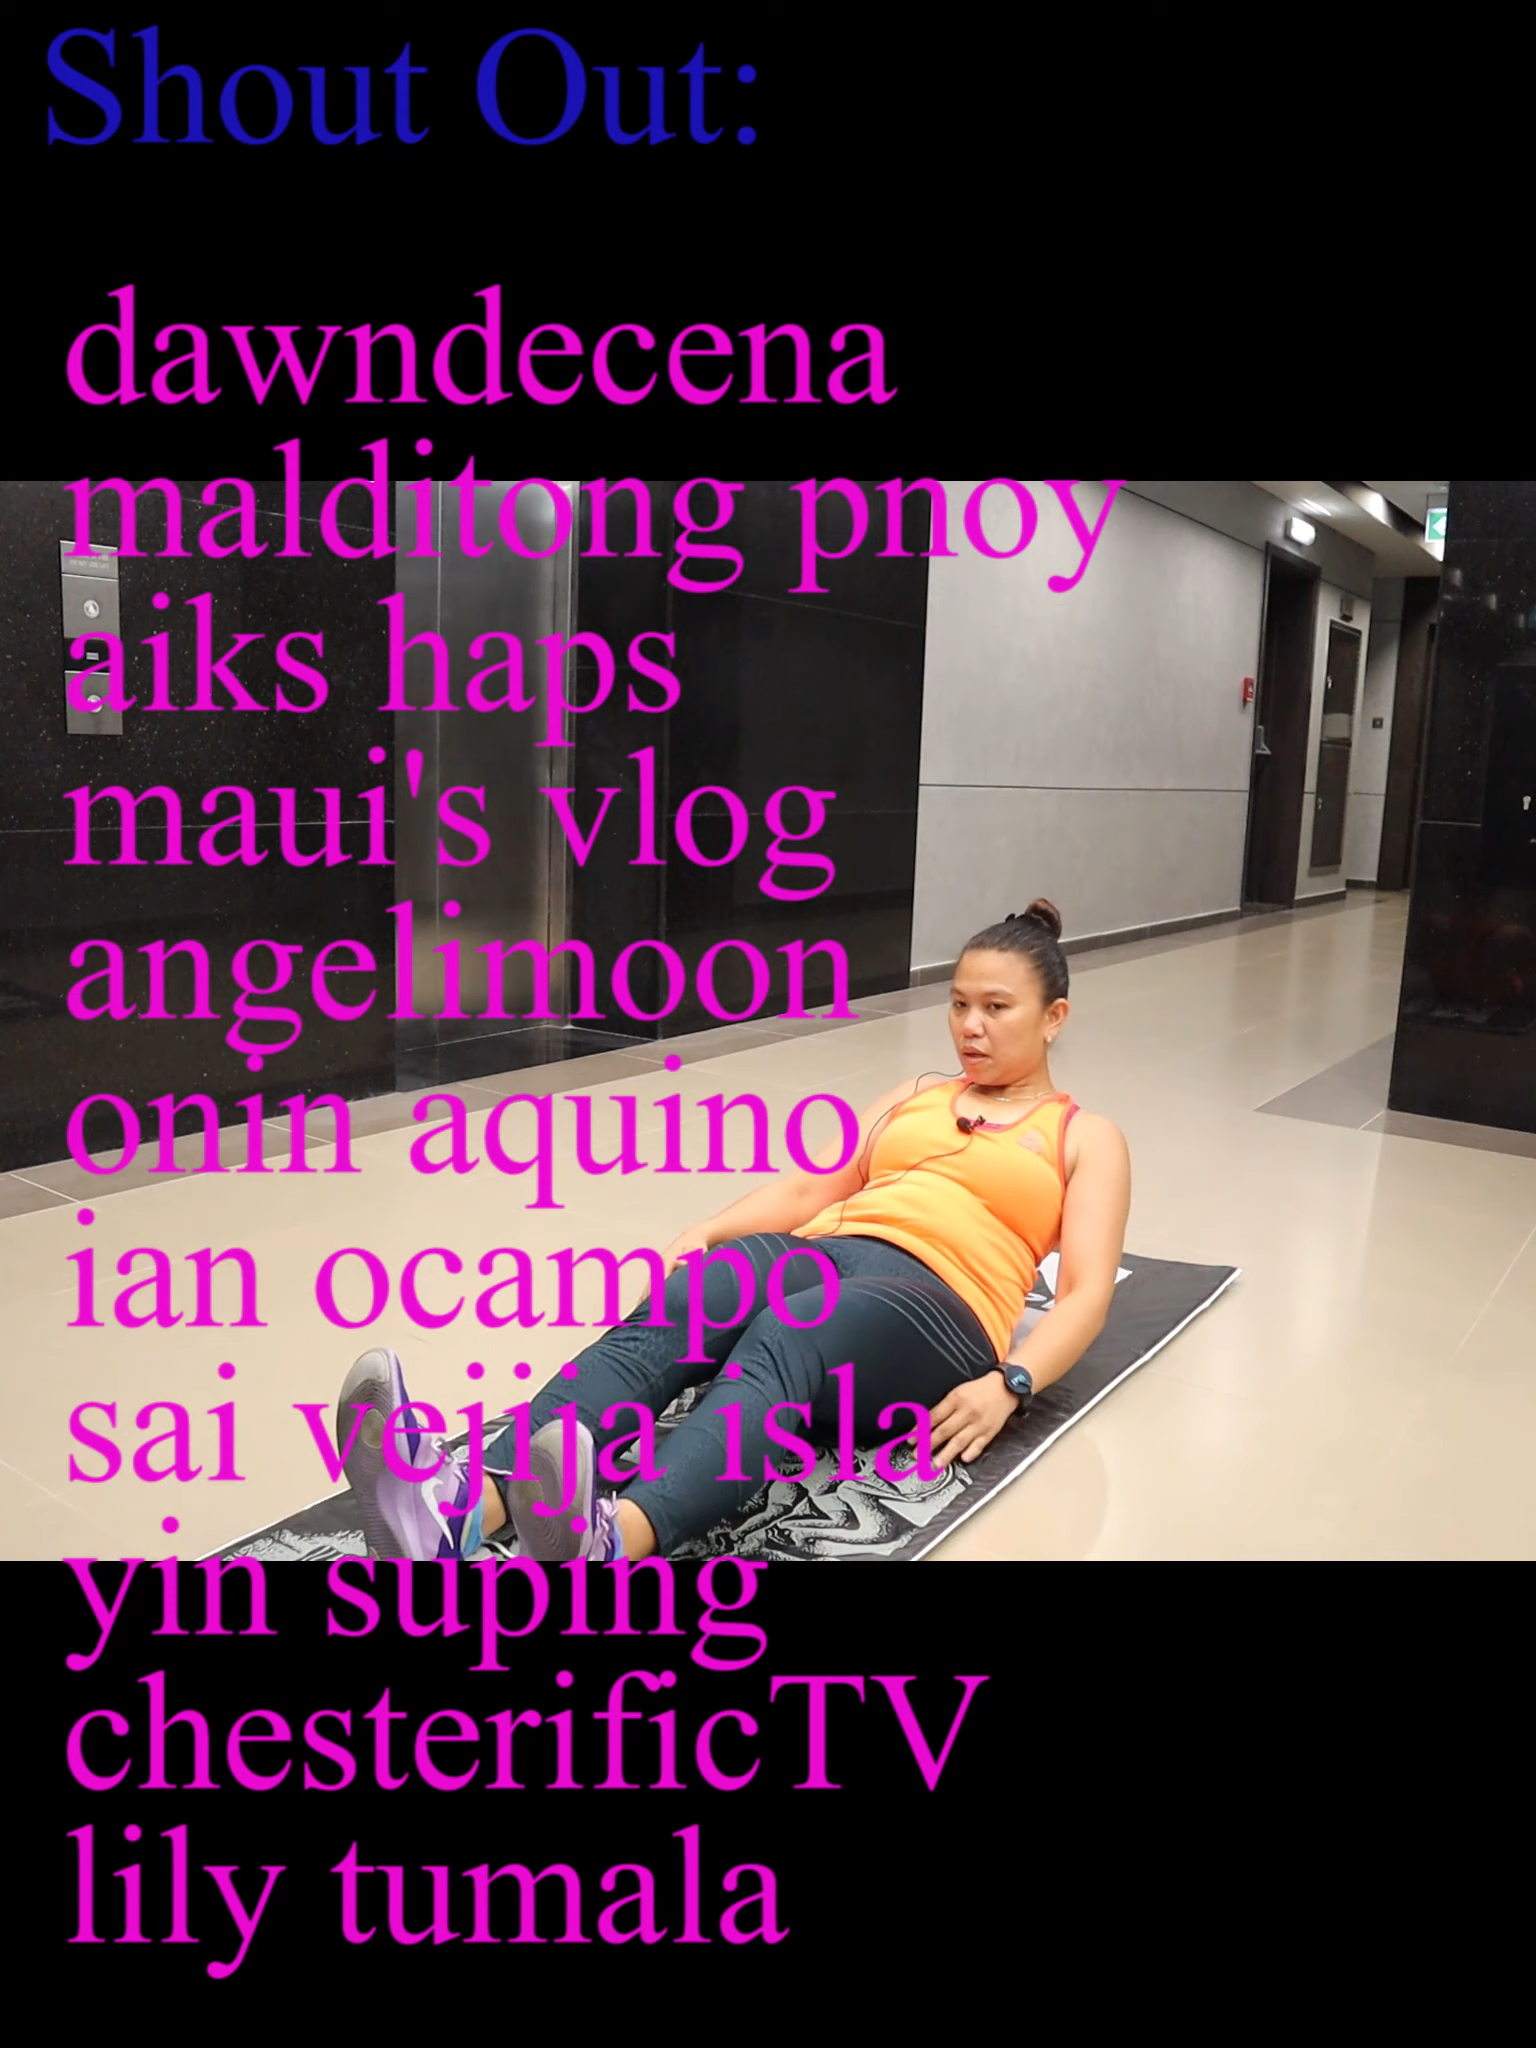 Shout Out:
dawndecena
malditong pnoy
aiks haps
maui's vlog
angelimoon
onin aquino
ian ocampo
sai vejija isla
yin suping
chesterificTV
lily tumala